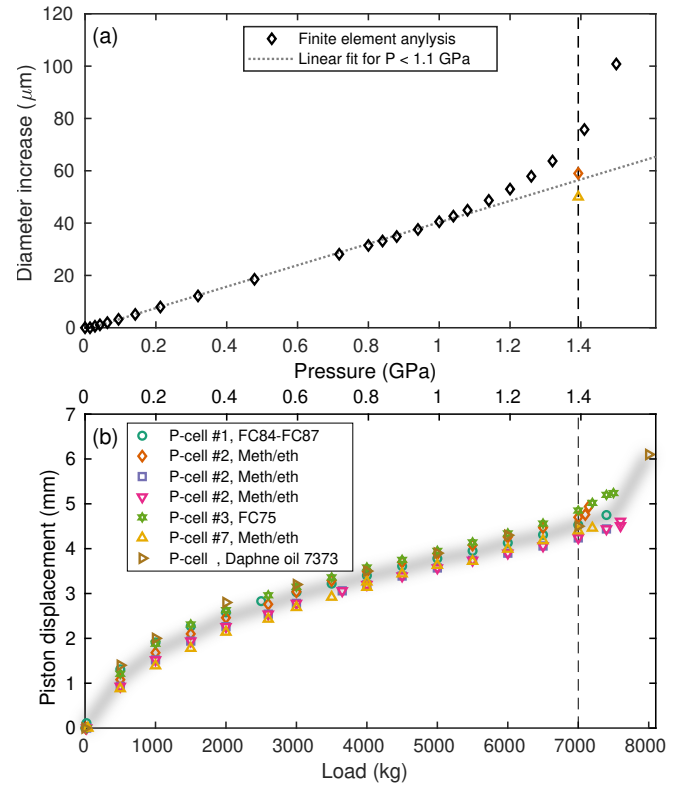 120
(a)
Finite element anylysis
Linear fit for P < 1.1 GPa
100
80
60
40
20
0
Diameter increase (μm)
0 0.2 0.4 0.6 0.8 1 1.2 1.4
Pressure (GPa)
0 0.2 0.4 0.6 0.8 1 1.2 1.4
7
(b)
P-cell #1, FC84-FC87
P-cell #2, Meth/eth
P-cell #2, Meth/eth
P-cell #2, Meth/eth
P-cell #3, FC75
P-cell #7, Meth/eth
P-cell , Daphne oil 7373
6
5
4
3
2
1
0
Piston displacement (mm)
0 1000 2000 3000 4000 5000 6000 7000 8000
Load (kg)